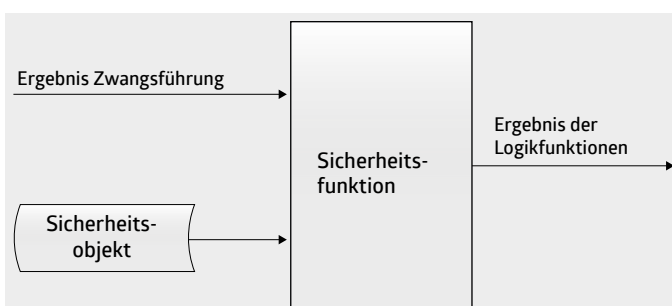 Ergebnis Zwangsführung
Sicherheits-
funktion
Ergebnis der
Logikfunktionen
Sicherheits-
objekt